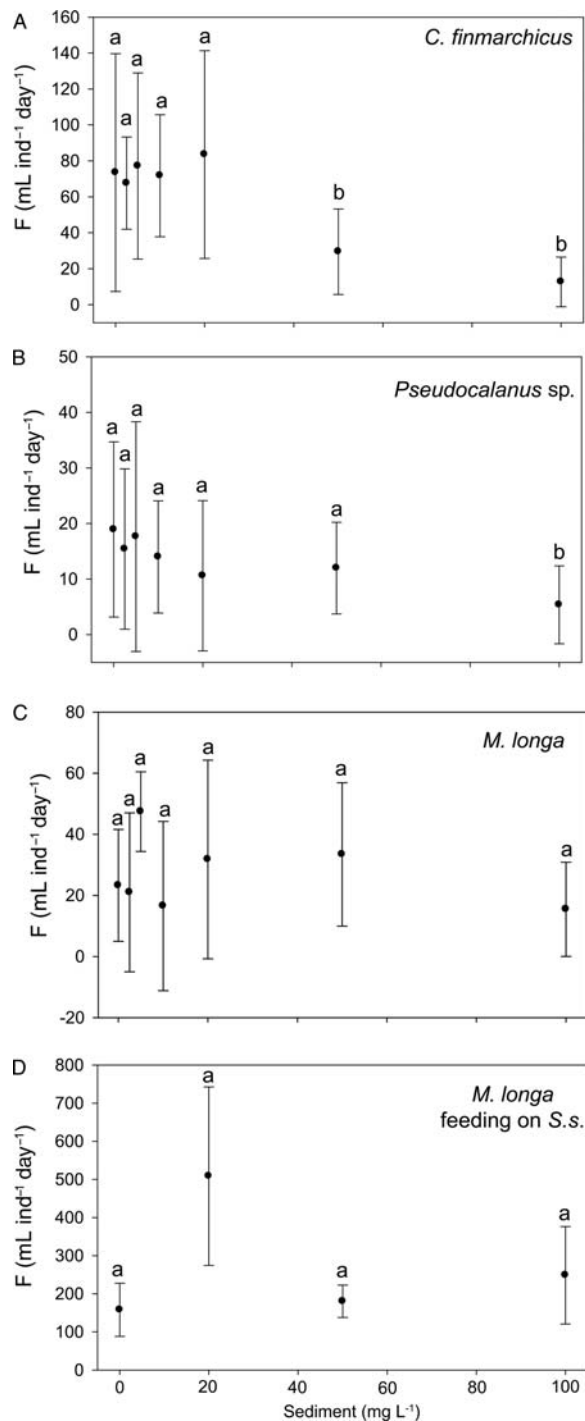 A
160
a
a
C. finmarchicus
140
a
a
a
120
100
80
60
b
40
b
20
0
F (mL ind⁻¹ day⁻¹)
B
50
Pseudocalanus sp.
40
a
a
a
a
a
a
30
20
b
10
0
F (mL ind⁻¹ day⁻¹)
C
80
M. longa
a
a
a
60
a
a
a
40
a
20
0
-20
F (mL ind⁻¹ day⁻¹)
D
800
a
M. longa
700
feeding on S.s.
600
500
400
a
300
a
a
200
100
0
F (mL ind⁻¹ day⁻¹)
0 20 40 60 80 100
Sediment (mg L⁻¹)